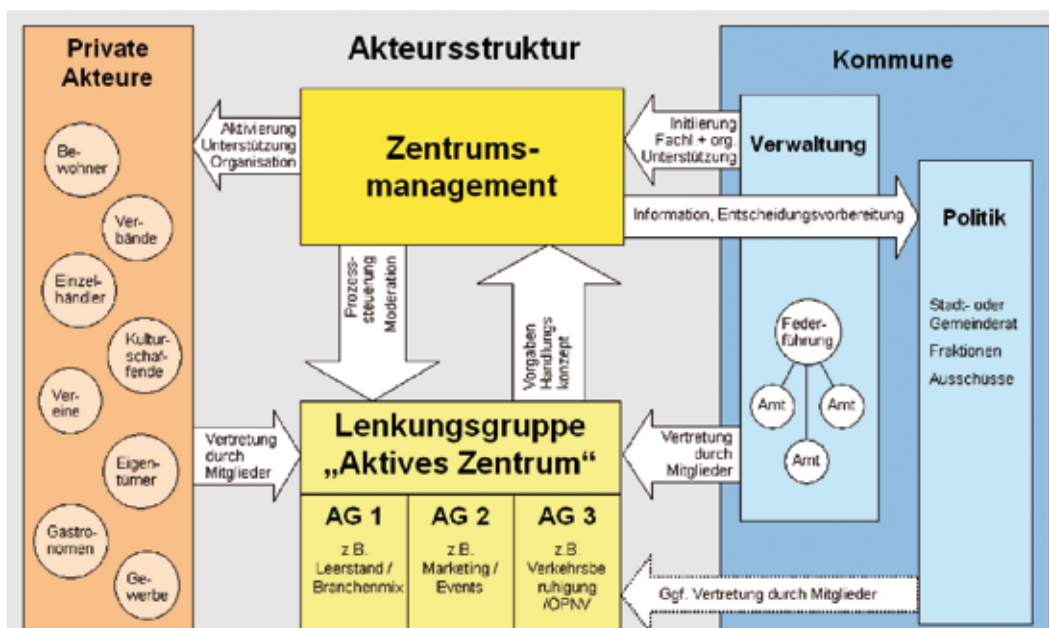 Akteursstruktur
Private
Akteure
Be-
wohner
Ver-
bände
Einzel-
händler
Kultur-
schaf-
fende
Ver-
eine
Eigen-
tümer
Gastro-
nomen
Ge-
werbe
Aktivierung
Unterstützung
Organisation
Zentrums-
management
Initiierung
Fachl.+ org.
Unterstützung
Information, Entscheidungsvorbereitung
Prozess-
steuerung
Moderation
Vorgaben
Handlungs
konzept
Vertretung
durch
Mitglieder
Lenkungsgruppe
„Aktives Zentrum“
AG 1
z.B.
Leerstand /
Branchenmix
AG 2
z.B.
Marketing /
Events
AG 3
z.B.
Verkehrsbe
ruhigung
/ÖPNV
Vertretung
durch
Mitglieder
Ggf. Vertretung durch Mitglieder
Kommune
Verwaltung
Feder-
führung
Amt
Amt
Amt
Politik
Stadt- oder
Gemeinderat
Fraktionen
Ausschüsse